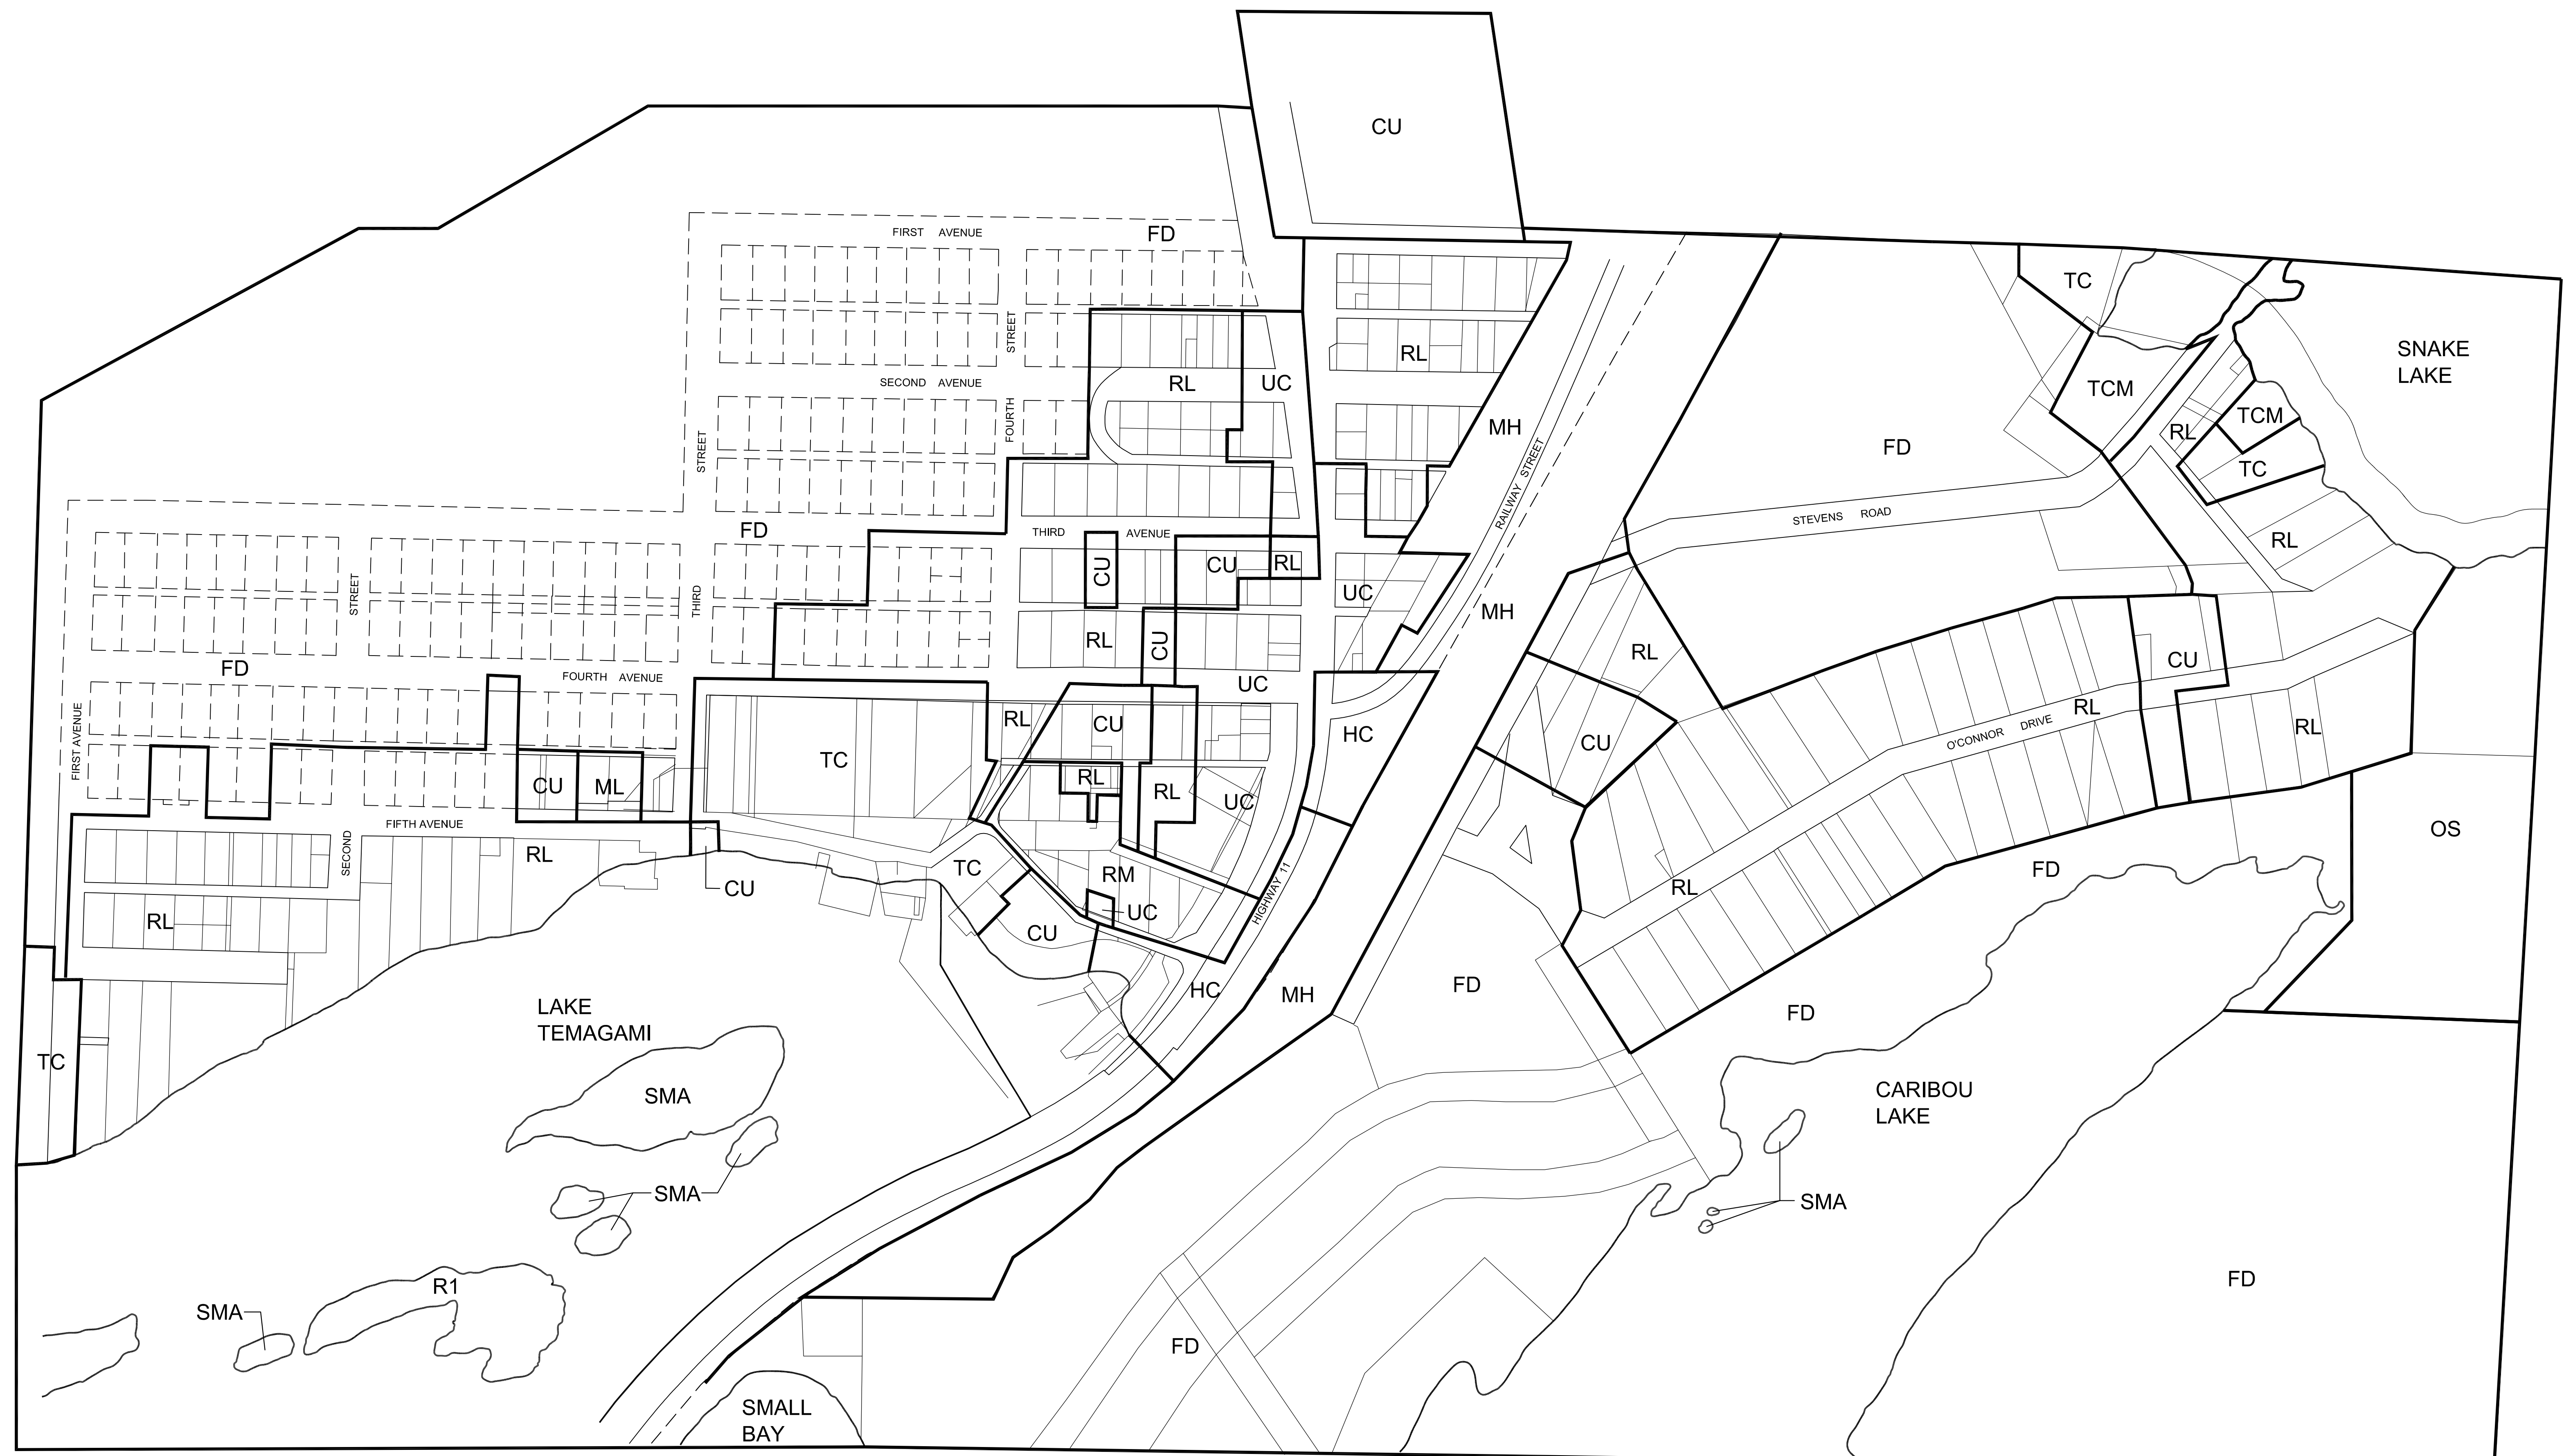 CU
FIRST AVENUE
FD
TC
SNAKE
LAKE
RL
SECOND AVENUE
RL
UC
TCM
STREET
FOURTH
STREET
MH
RAILWAY STREET
FD
TCM
RL
TC
STEVENS ROAD
FD
THIRD AVENUE
CU
CU
RL
RL
STREET
THIRD
UC
MH
RL
CU
RL
CU
FD
FOURTH AVENUE
UC
FIRST AVENUE
RL
CU
HC
CU
O'CONNOR DRIVE
RL
RL
TC
CU
ML
RL
RL
UC
FIFTH AVENUE
SECOND
RL
OS
TC
RM
HIGHWAY 11
RL
FD
CU
UC
RL
CU
LAKE
TEMAGAMI
HC
MH
FD
FD
TC
SMA
CARIBOU
LAKE
SMA
SMA
R1
SMA
FD
FD
SMALL
BAY